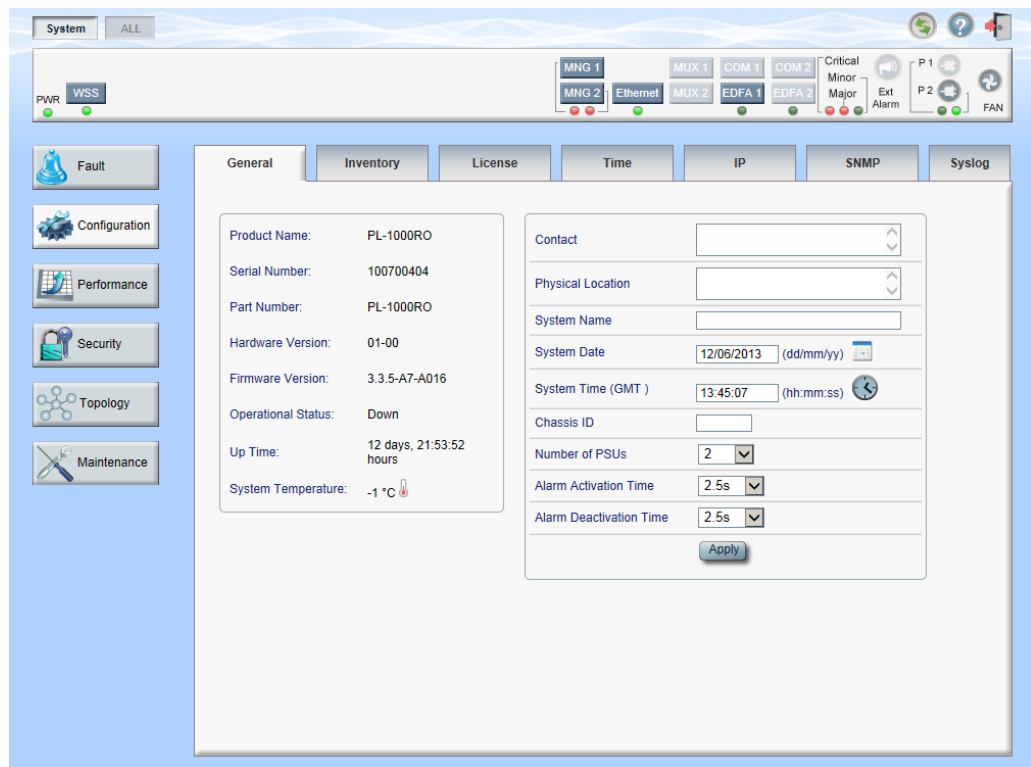 System
ALL
PWR
WSS
MNG 1
MNG 2
Ethernet
MUX 1
MUX 2
COM 1
EDFA 1
COM 2
EDFA 2
Critical
Minor
Major
Ext
Alarm
P 1
P 2
FAN
Fault
Configuration
Performance
Security
Topology
Maintenance
General
Inventory
License
Time
IP
SNMP
Syslog
Product Name: PL-1000RO
Serial Number: 100700404
Part Number: PL-1000RO
Hardware Version: 01-00
Firmware Version: 3.3.5-A7-A016
Operational Status: Down
Up Time: 12 days, 21:53:52
hours
System Temperature: -1 °C
Contact
Physical Location
System Name
System Date 12/06/2013 (dd/mm/yy)
System Time (GMT ) 13:45:07 (hh:mm:ss)
Chassis ID
Number of PSUs 2
Alarm Activation Time 2.5s
Alarm Deactivation Time 2.5s
Apply